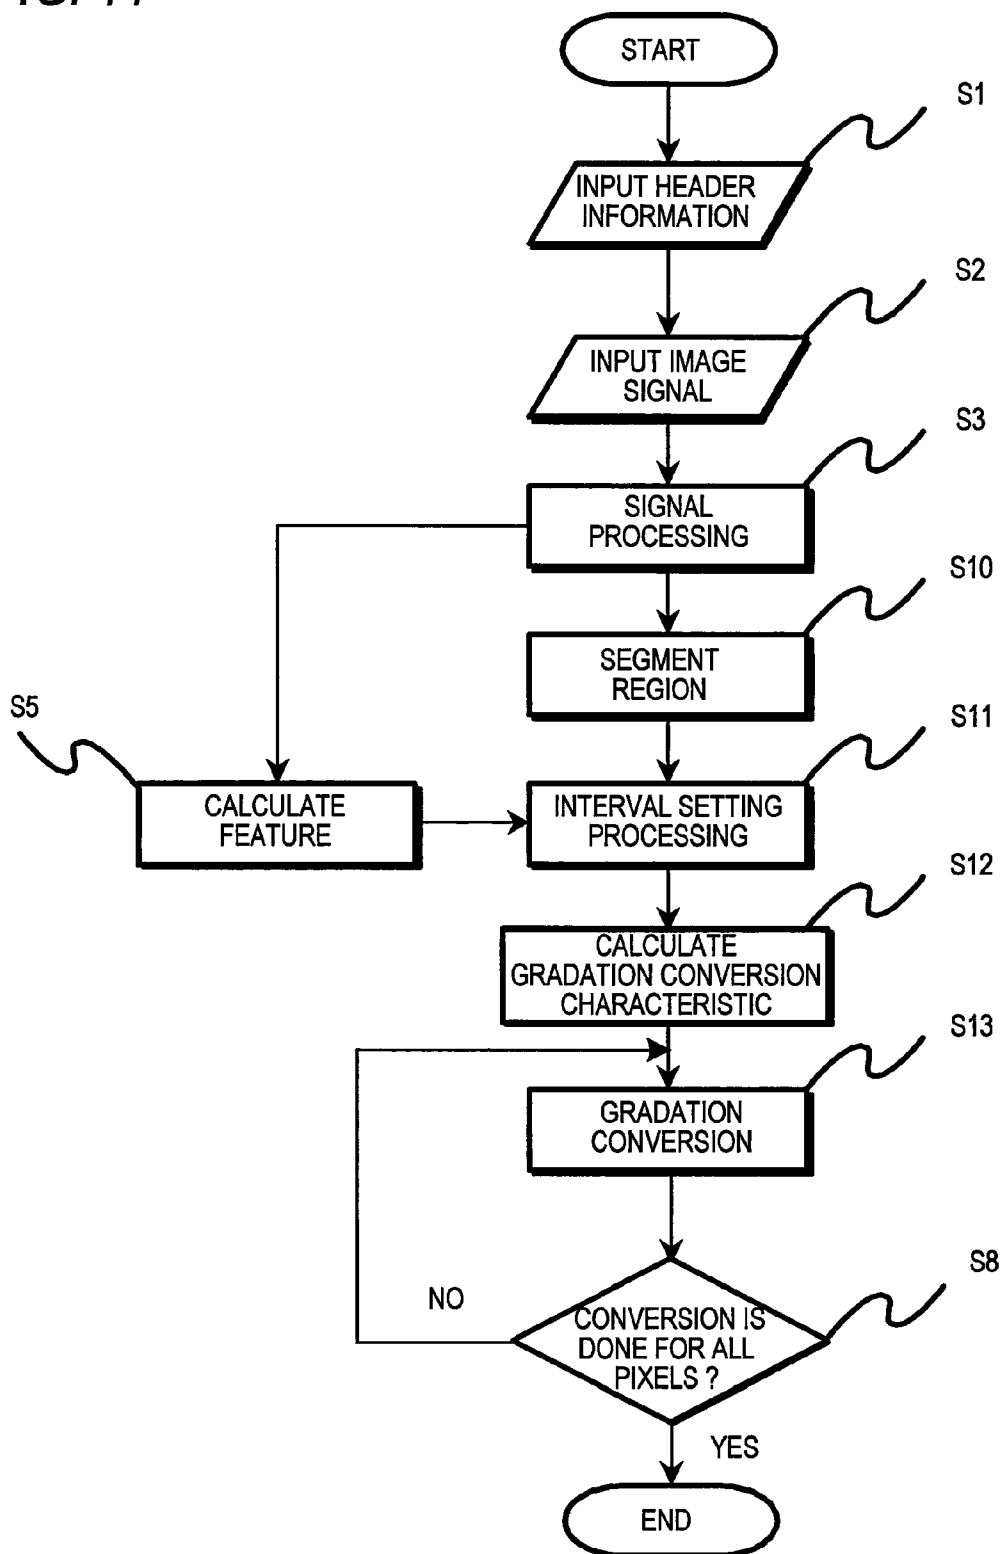 START
S1
INPUT HEADER
INFORMATION
S2
INPUT IMAGE
SIGNAL
S3
SIGNAL
PROCESSING
S10
SEGMENT
REGION
S5
S11
CALCULATE
FEATURE
INTERVAL SETTING
PROCESSING
S12
CALCULATE
GRADATION CONVERSION
CHARACTERISTIC
S13
GRADATION
CONVERSION
S8
NO
CONVERSION IS
DONE FOR ALL
PIXELS ?
YES
END